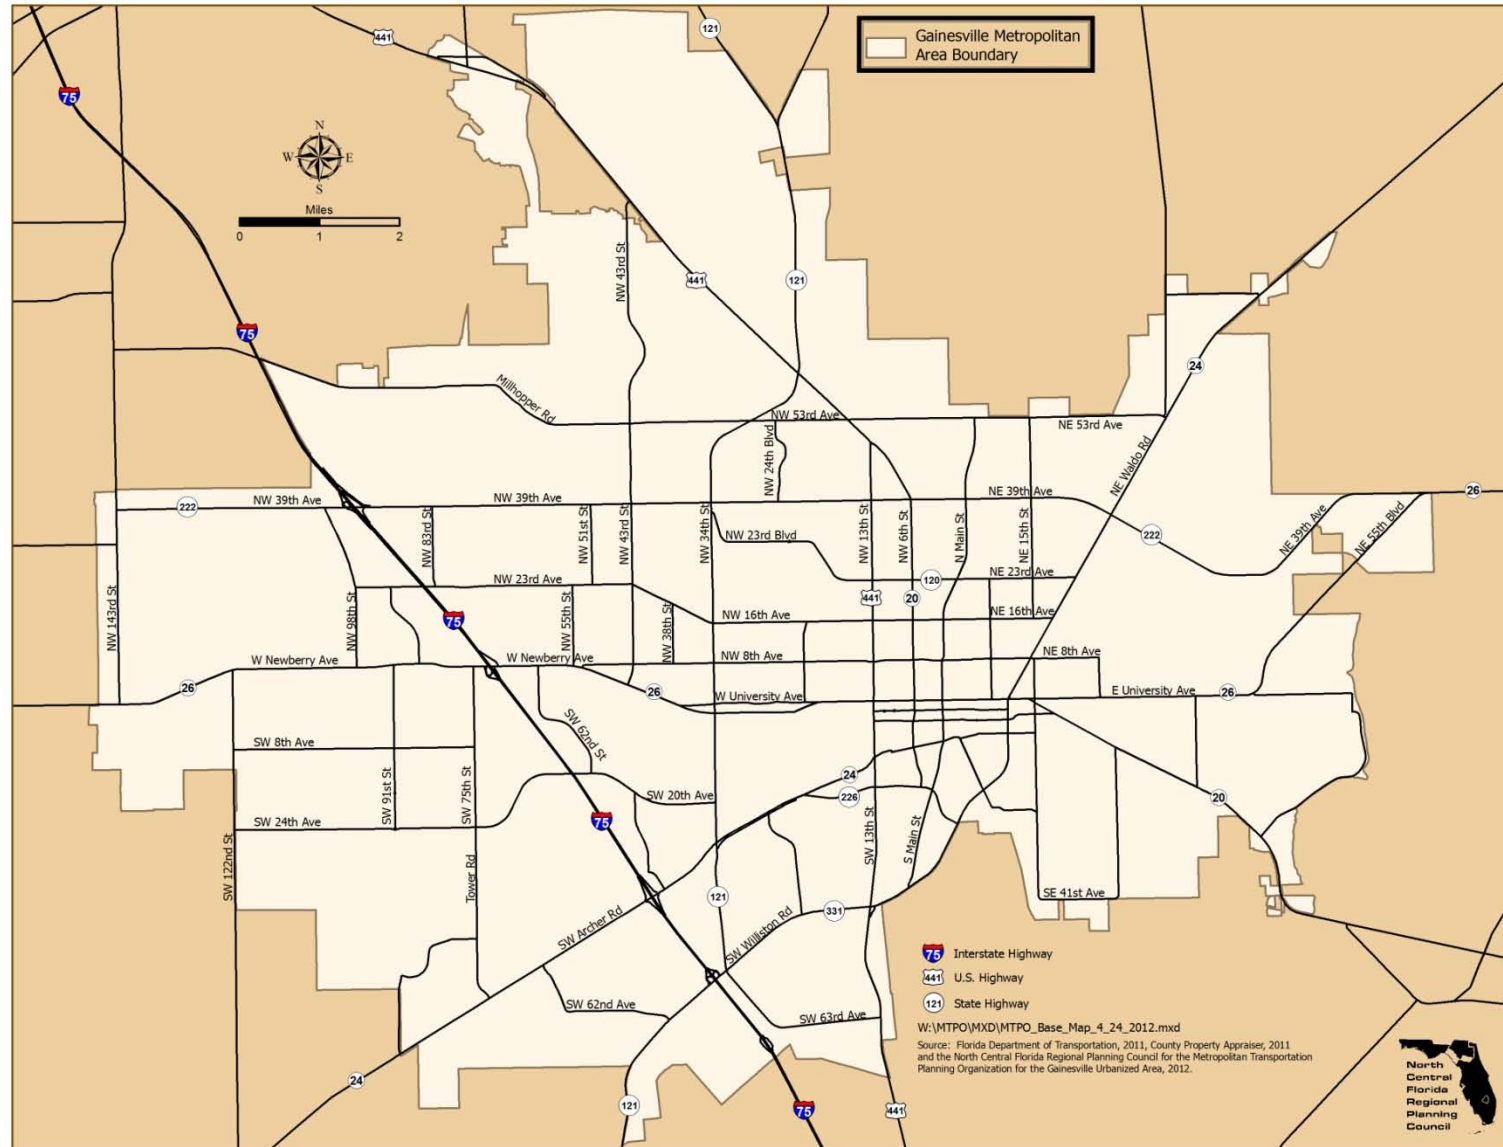 441
121
Gainesville Metropolitan
Area Boundary
75
N
W
E
S
Miles
0
1
2
NW 43rd St
441
121
75
24
Millhopper Rd
NW 53rd Ave
NE 53rd Ave
NW 24th Blvd
NE Waldo Rd
222
NW 39th Ave
NW 39th Ave
NE 39th Ave
26
NW 83rd St
NW 51st St
NW 43rd St
NW 34th St
NW 23rd Blvd
NW 13th St
NW 6th St
N Main St
NE 15th St
222
NE 39th Ave
NE 55th Blvd
NW 143rd St
NW 98th St
NW 23rd Ave
120
NE 23rd Ave
441
20
75
NW 55th St
NW 38th St
NW 16th Ave
NE 16th Ave
W Newberry Ave
W Newberry Ave
NW 8th Ave
NE 8th Ave
26
26
W University Ave
E University Ave
26
SW 62nd St
SW 8th Ave
SW 91st St
SW 75th St
24
SW 20th Ave
226
20
SW 24th Ave
75
SW 122nd St
Tower Rd
SW 13th St
S Main St
121
331
SE 41st Ave
SW Archer Rd
SW Williston Rd
75
Interstate Highway
441
U.S. Highway
121
State Highway
SW 62nd Ave
SW 63rd Ave
W:\MTPO\MXD\MTPO_Base_Map_4_24_2012.mxd
Source: Florida Department of Transportation, 2011, County Property Appraiser, 2011
and the North Central Florida Regional Planning Council for the Metropolitan Transportation
Planning Organization for the Gainesville Urbanized Area, 2012.
24
121
75
441
North
Central
Florida
Regional
Planning
Council